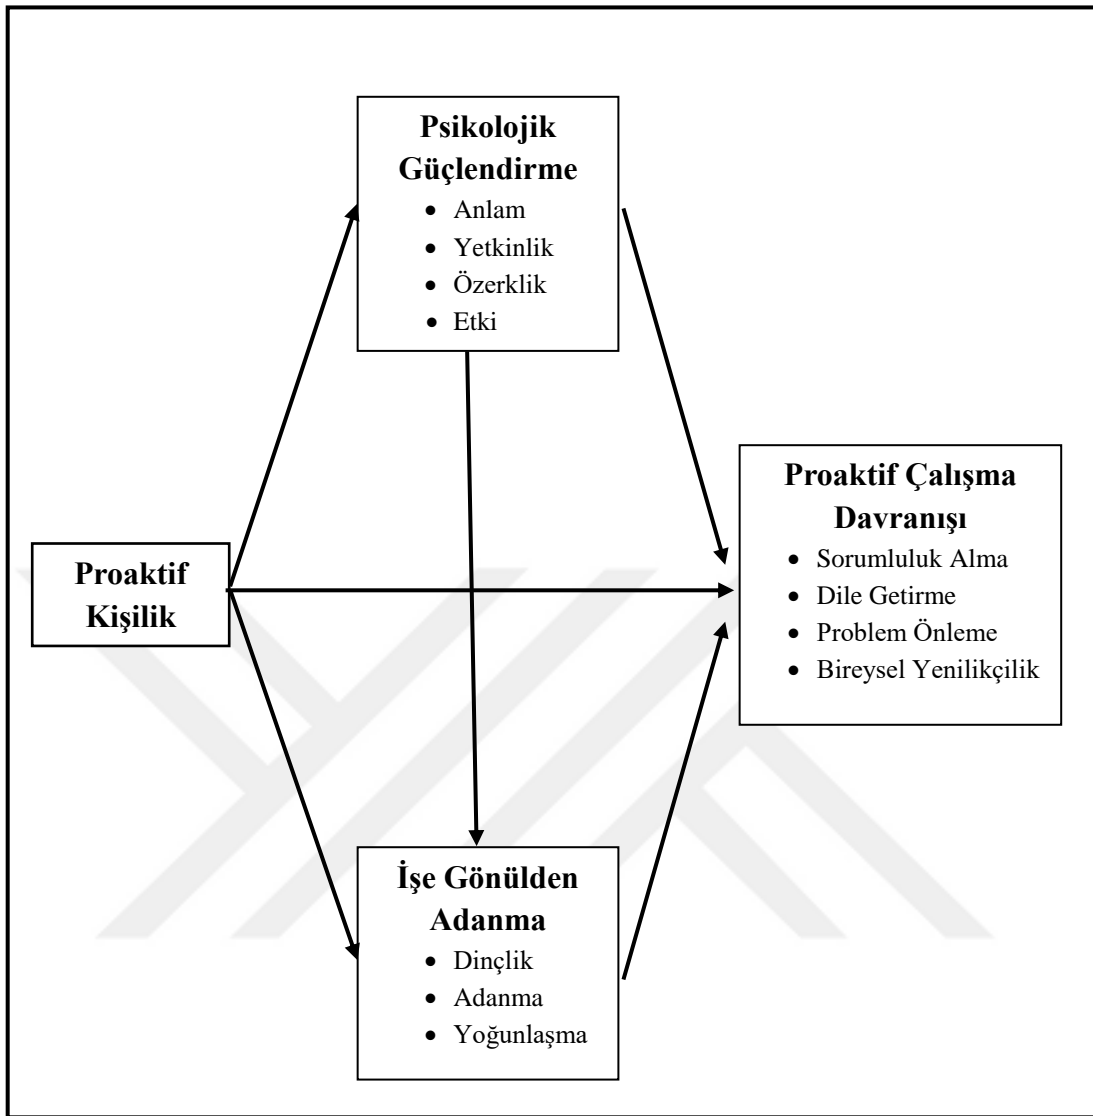 Psikolojik
Güçlendirme
• Anlam
• Yetkinlik
• Özerklik
• Etki
Proaktif
Kişilik
Proaktif Çalışma
Davranışı
• Sorumluluk Alma
• Dile Getirme
• Problem Önleme
• Bireysel Yenilikçilik
İşe Gönülden
Adanma
• Dinçlik
• Adanma
• Yoğunlaşma